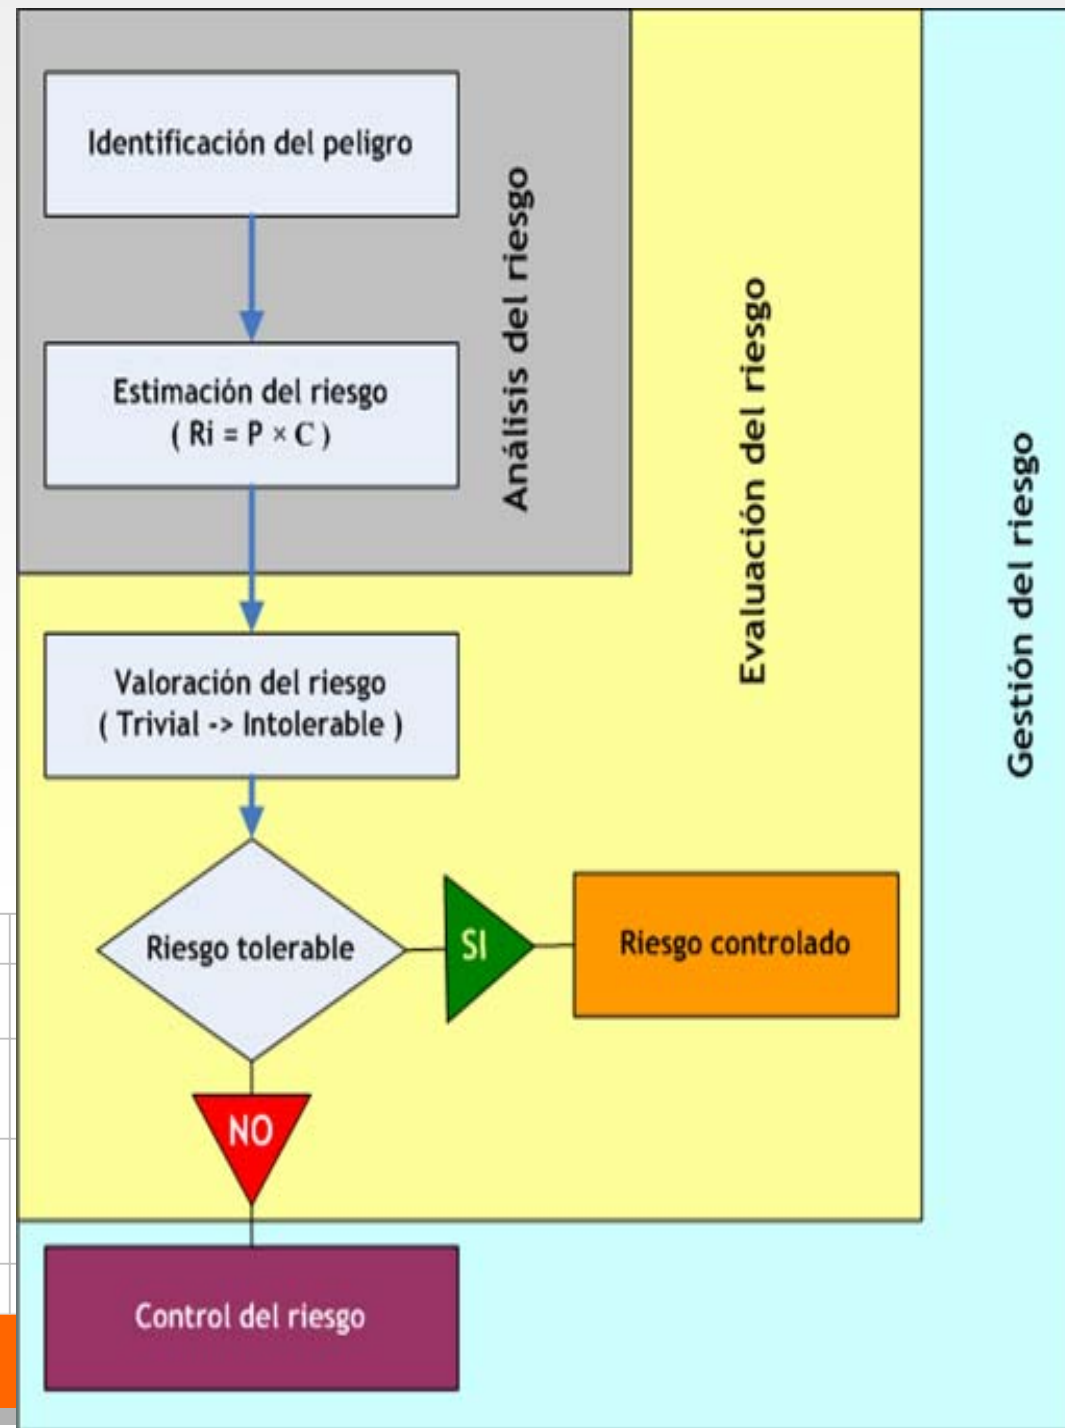 Identificación del peligro
Estimación del riesgo
( Ri = P × C )
Análisis del riesgo
Valoración del riesgo
( Trivial -> Intolerable )
Riesgo tolerable
SI
Riesgo controlado
NO
Evaluación del riesgo
Control del riesgo
Gestión del riesgo